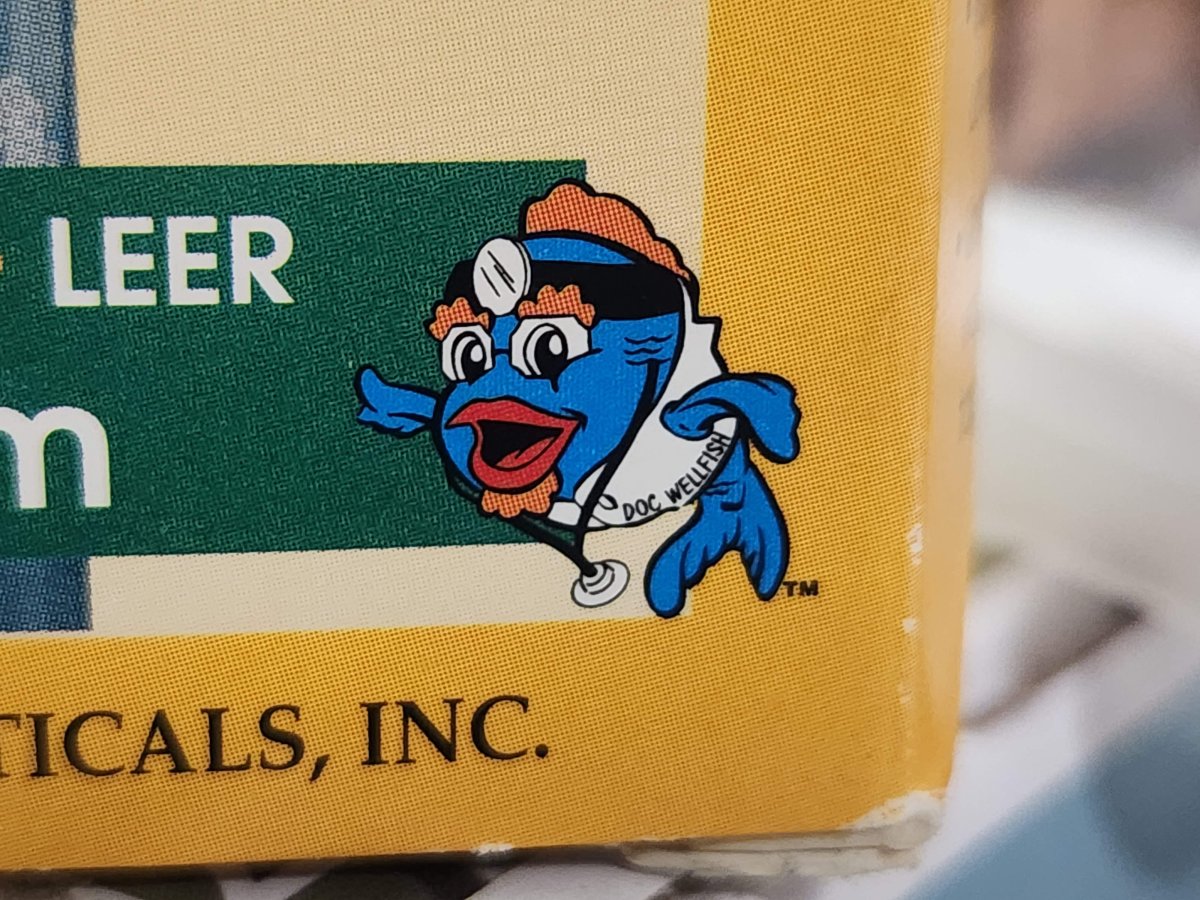 LEER
m
DOC WELLFISH
TM
TICALS, INC.